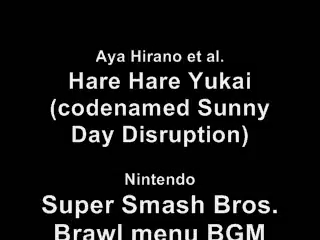 Aya Hirano et al.
Hare Hare Yukai
(codenamed Sunny
Day Disruption)
Nintendo
Super Smash Bros.
Brawl menu BGM